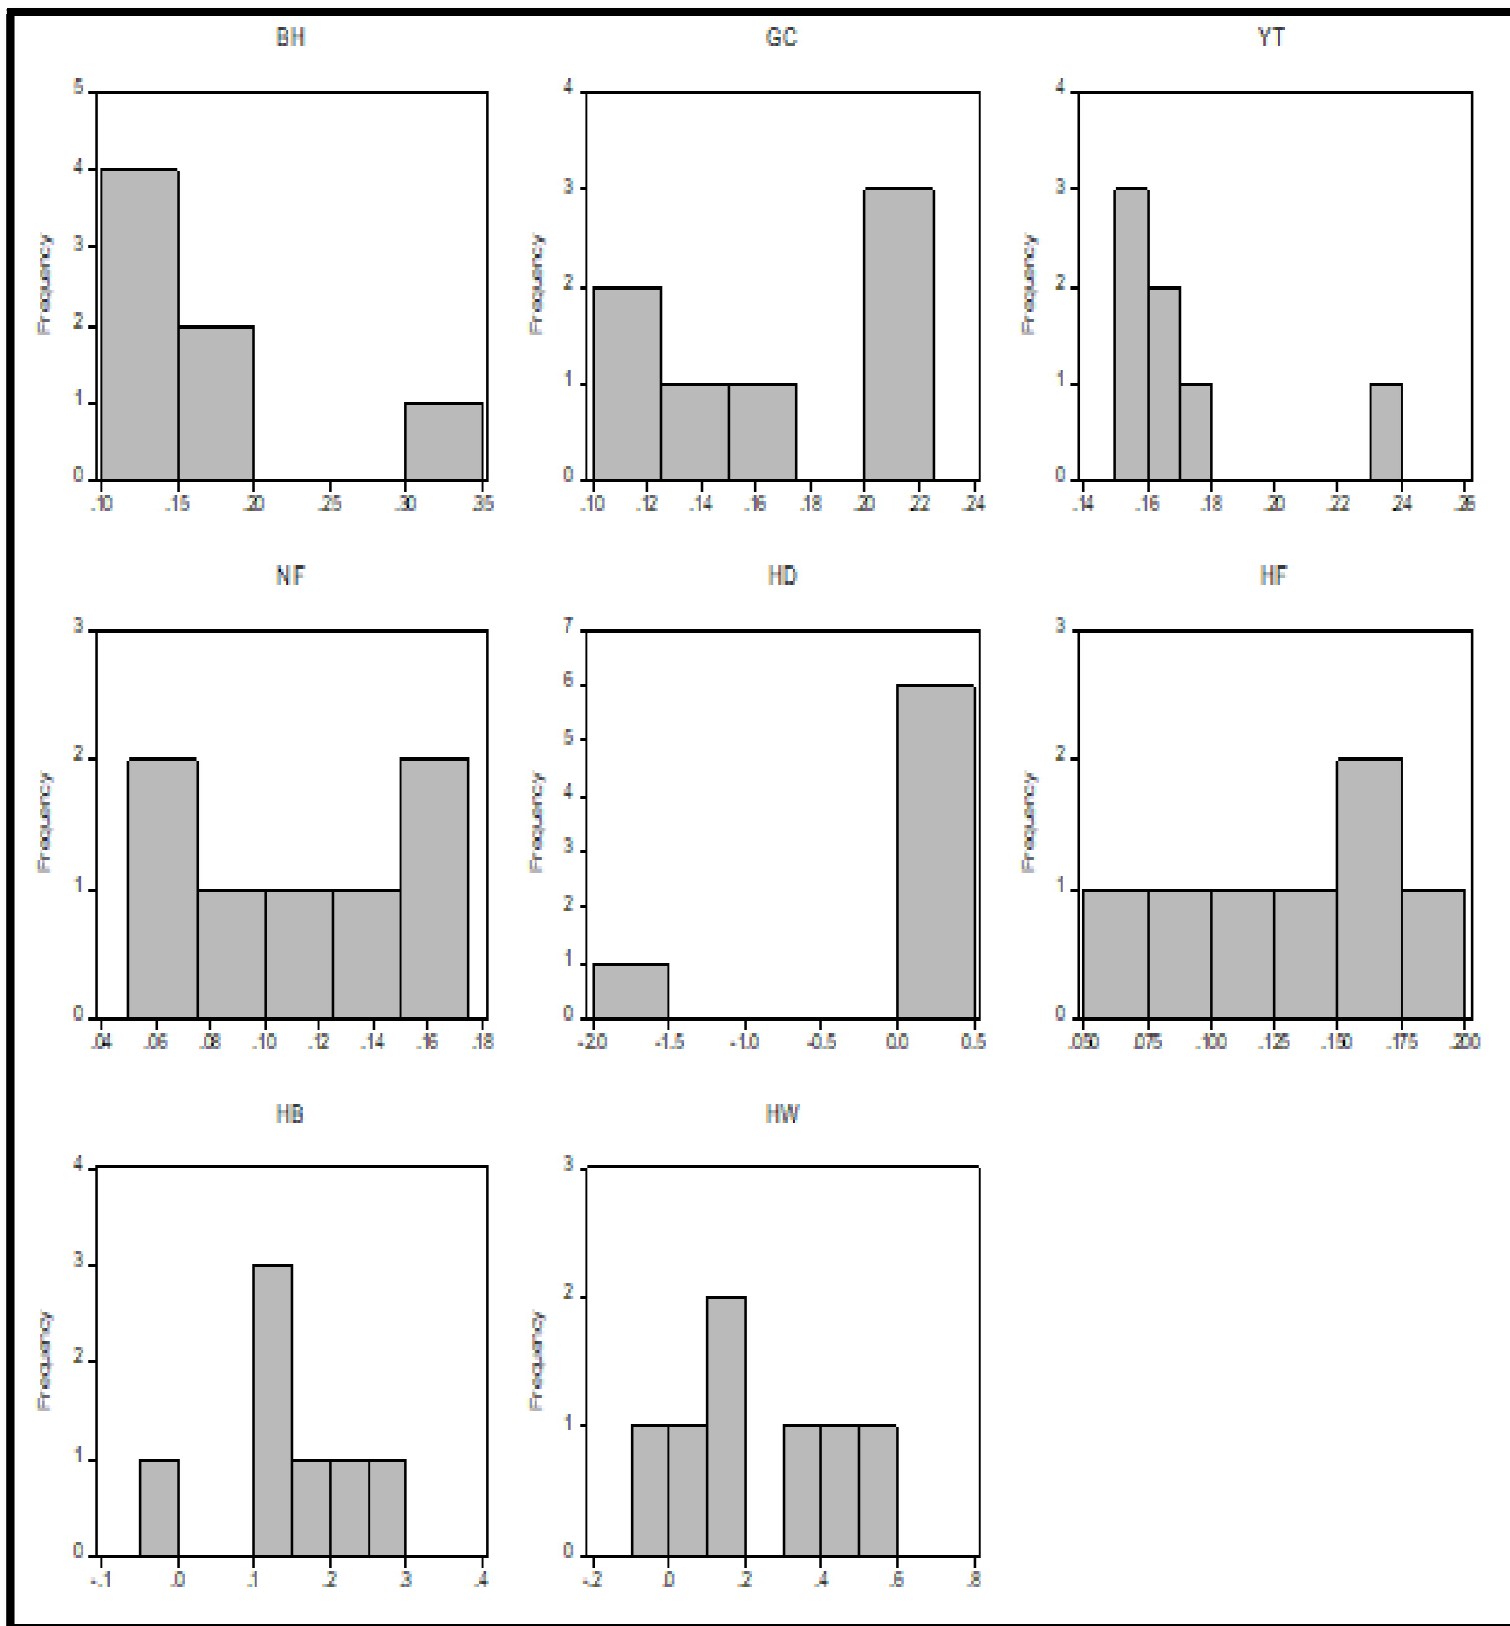 BH GC YT
5 4 4
4 3 3
3 2 2
2 1 1
1 0 0
0
Frequency Frequency Frequency
.10 .15 .20 .25 .30 .35
.10 .12 .14 .16 .18 .20 .22 .24
.14 .16 .18 .20 .22 .24 .26
NF HD HF
3 7 3
2 6 2
1 5 1
0 4 0
3
2
1
0
Frequency Frequency Frequency
.04 .06 .08 .10 .12 .14 .16 .18
-2.0 -1.5 -1.0 -0.5 0.0 0.5
.050 .075 .100 .125 .150 .175 .200
HB HW
4 3
3 2
2 1
1 0
0
Frequency Frequency
-.1 .0 .1 .2 .3 .4
-.2 .0 .2 .4 .6 .8